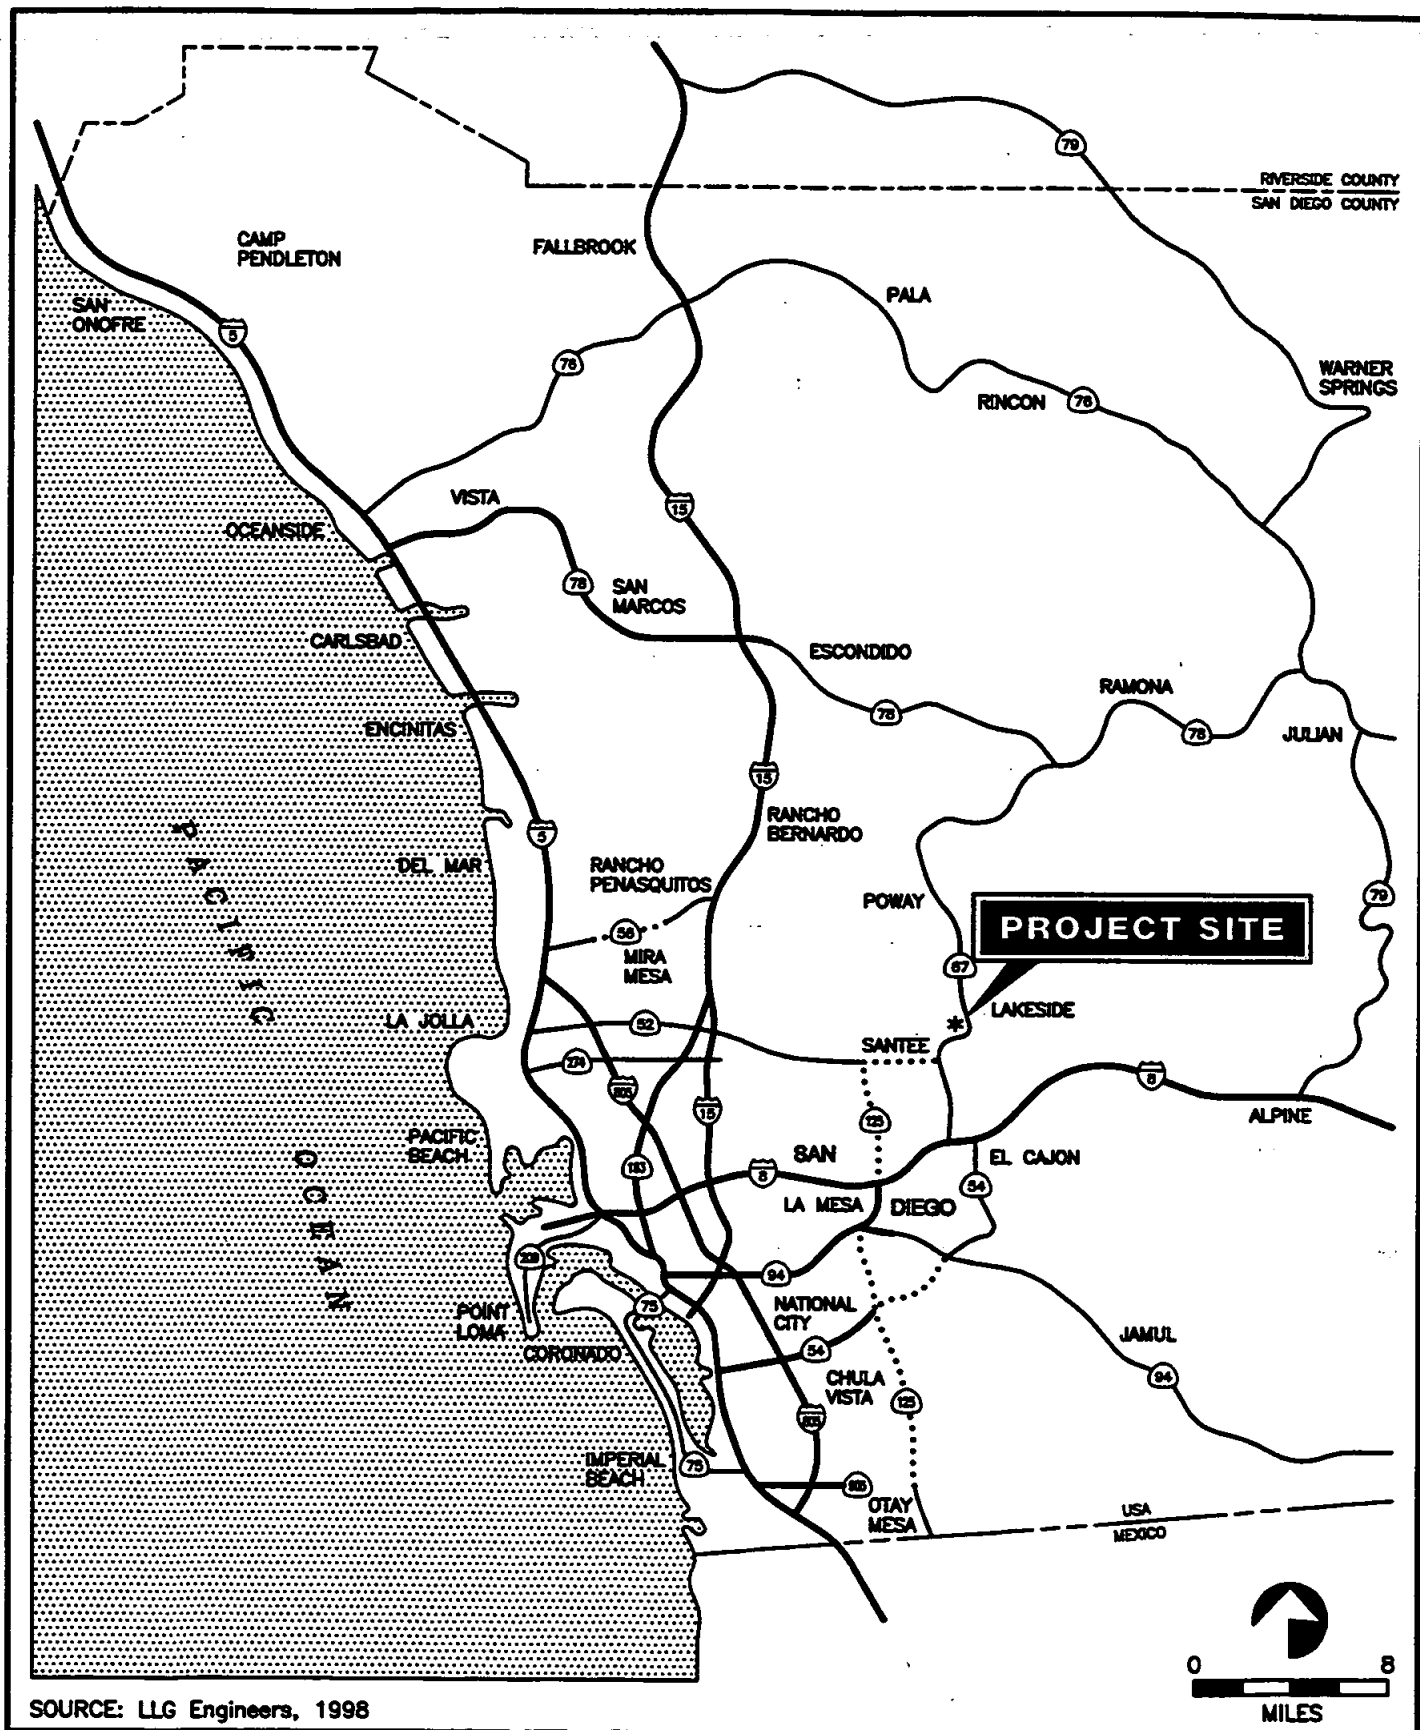 79
RIVERSIDE COUNTY
SAN DIEGO COUNTY
CAMP
PENDLETON
FALLBROOK
PALA
SAN
ONOFRE
5
76
WARNER
SPRINGS
RINCON
76
VISTA
15
OCEANSIDE
78
SAN
MARCOS
CARLSBAD
ESCONDIDO
RAMONA
78
78
JULIAN
ENCINITAS
15
RANCHO
BERNARDO
5
DEL MAR
RANCHO
PENASQUITOS
POWAY
79
PROJECT SITE
56
MIRA
MESA
67
LAKESIDE
*
LA JOLLA
52
SANTEE
274
805
8
15
125
ALPINE
PACIFIC
BEACH
163
8
SAN
EL CAJON
54
LA MESA
DIEGO
PACIFIC
OCEAN
209
94
75
NATIONAL
CITY
POINT
LOMA
CORONADO
54
JAMUL
94
CHULA
VISTA
125
805
IMPERIAL
BEACH
75
905
OTAY
MESA
USA
MEXICO
0 8
MILES
SOURCE: LLG Engineers, 1998